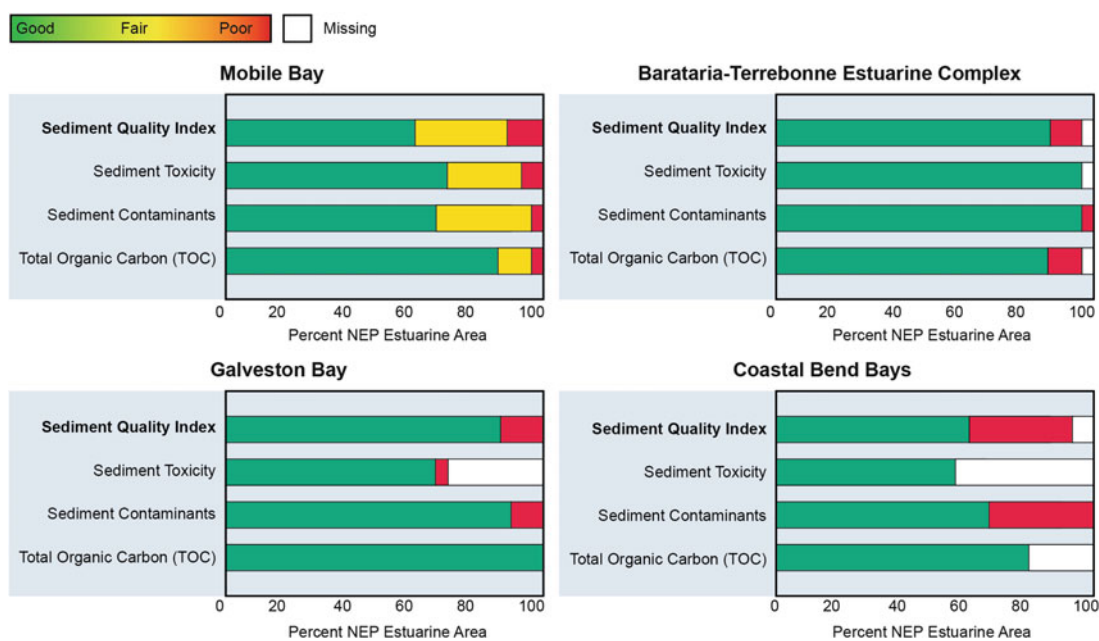 Good Fair Poor Missing
Mobile Bay
Sediment Quality Index
Sediment Toxicity
Sediment Contaminants
Total Organic Carbon (TOC)
0 20 40 60 80 100
Percent NEP Estuarine Area
Barataria-Terrebonne Estuarine Complex
Sediment Quality Index
Sediment Toxicity
Sediment Contaminants
Total Organic Carbon (TOC)
0 20 40 60 80 100
Percent NEP Estuarine Area
Galveston Bay
Sediment Quality Index
Sediment Toxicity
Sediment Contaminants
Total Organic Carbon (TOC)
0 20 40 60 80 100
Percent NEP Estuarine Area
Coastal Bend Bays
Sediment Quality Index
Sediment Toxicity
Sediment Contaminants
Total Organic Carbon (TOC)
0 20 40 60 80 100
Percent NEP Estuarine Area